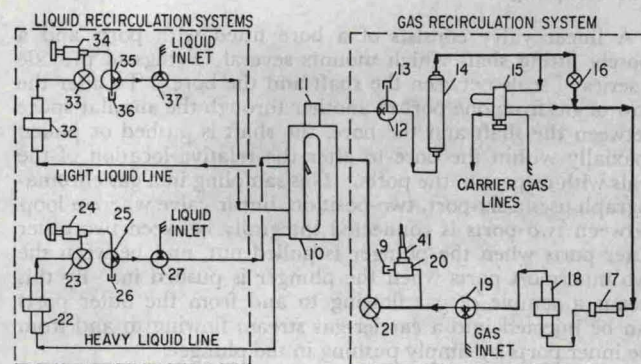 LIQUID RECIRCULATION SYSTEMS
GAS RECIRCULATION SYSTEM
34
35
LIQUID
INLET
33
36
37
32
LIGHT LIQUID LINE
11
13
14
15
16
12
CARRIER GAS
LINES
24
25
LIQUID
INLET
23
26
27
22
HEAVY LIQUID LINE
10
9
41
20
21
19
GAS
INLET
18
17